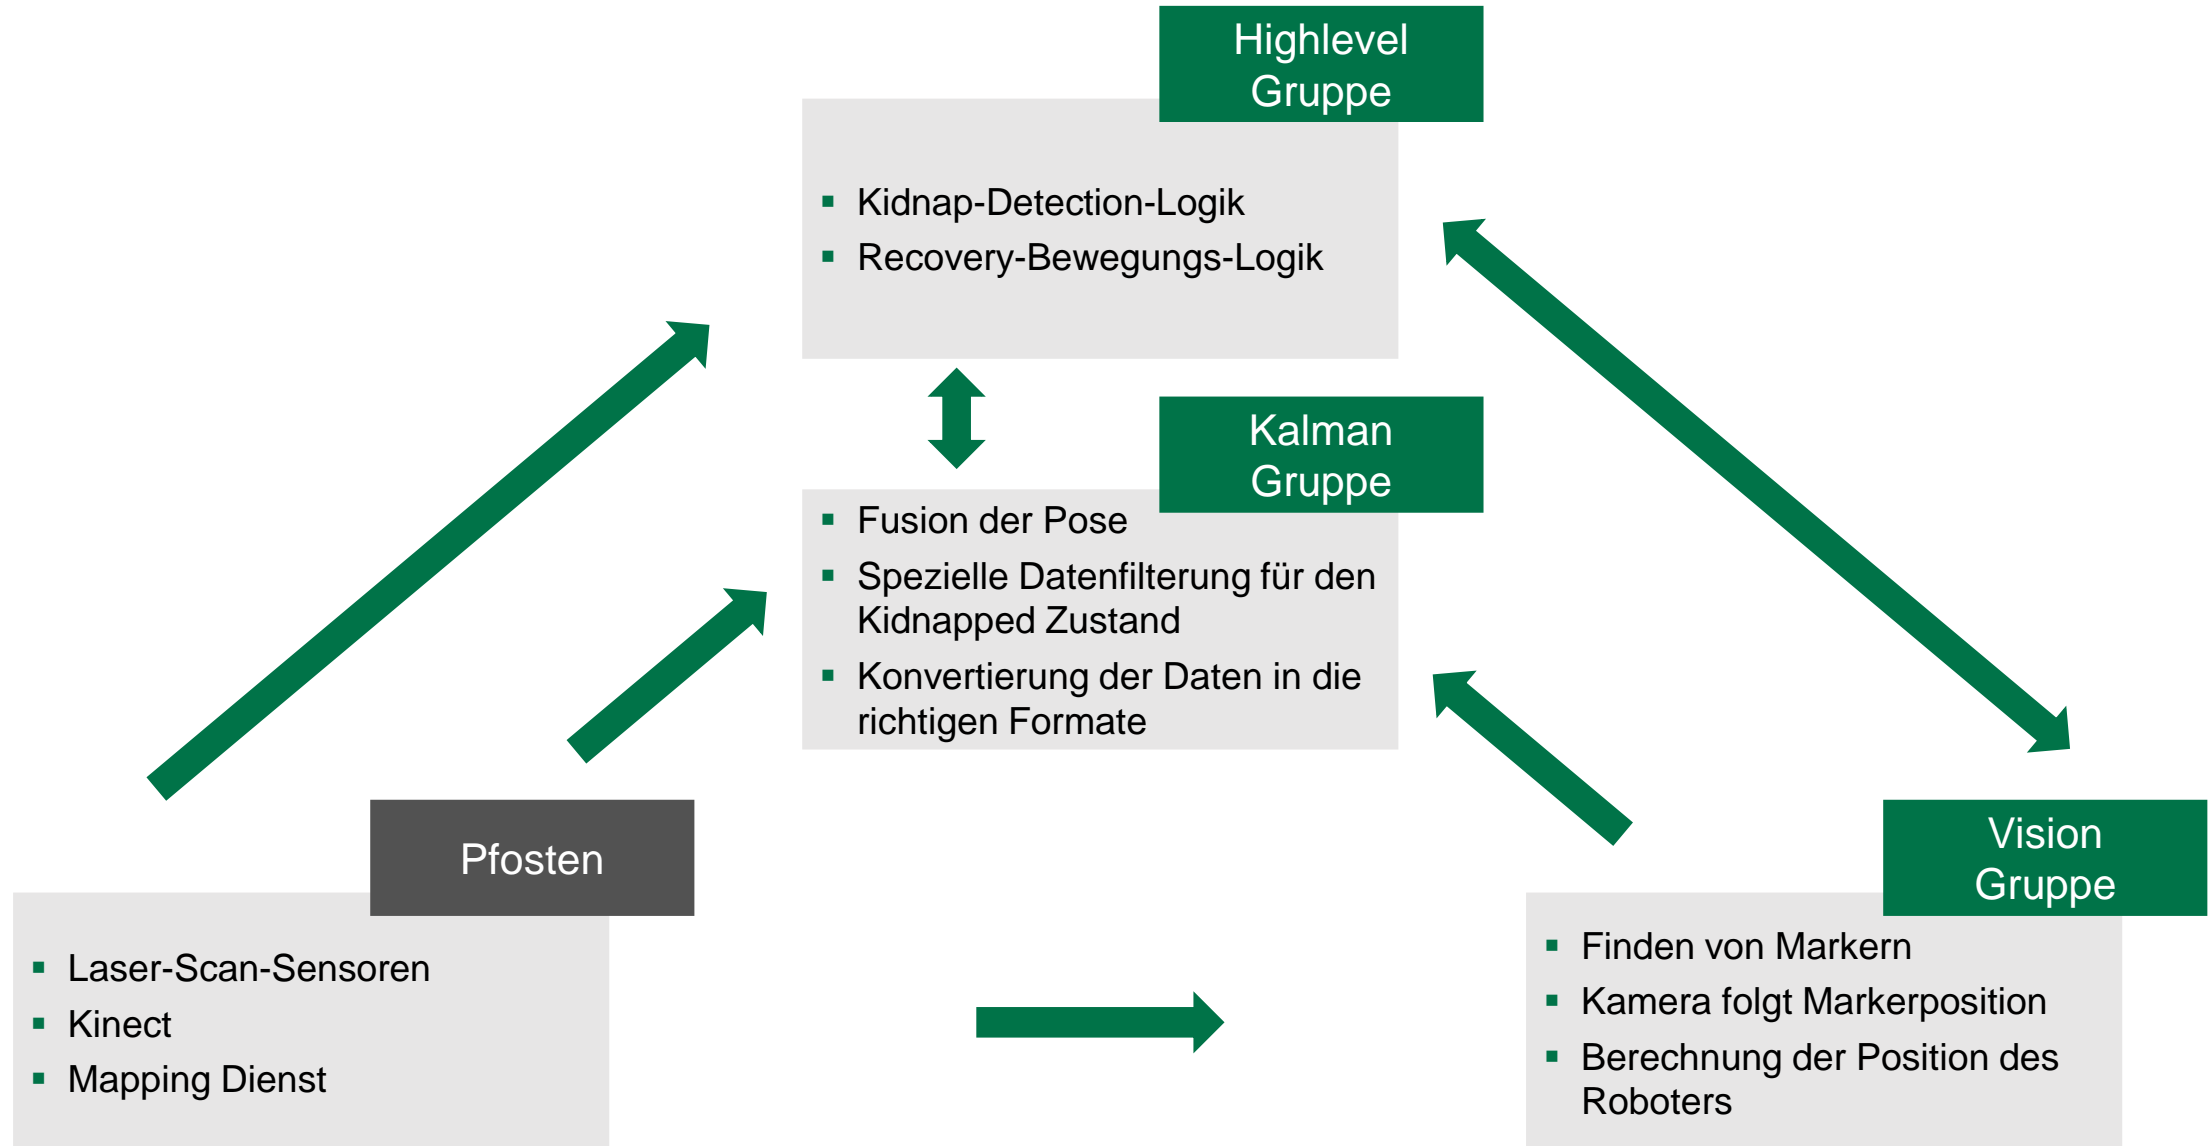 Highlevel
Gruppe
▪ Kidnap-Detection-Logik
▪ Recovery-Bewegungs-Logik
Kalman
Gruppe
▪ Fusion der Pose
▪ Spezielle Datenfilterung für den
Kidnapped Zustand
▪ Konvertierung der Daten in die
richtigen Formate
Pfosten
▪ Laser-Scan-Sensoren
▪ Kinect
▪ Mapping Dienst
Vision
Gruppe
▪ Finden von Markern
▪ Kamera folgt Markerposition
▪ Berechnung der Position des
Roboters